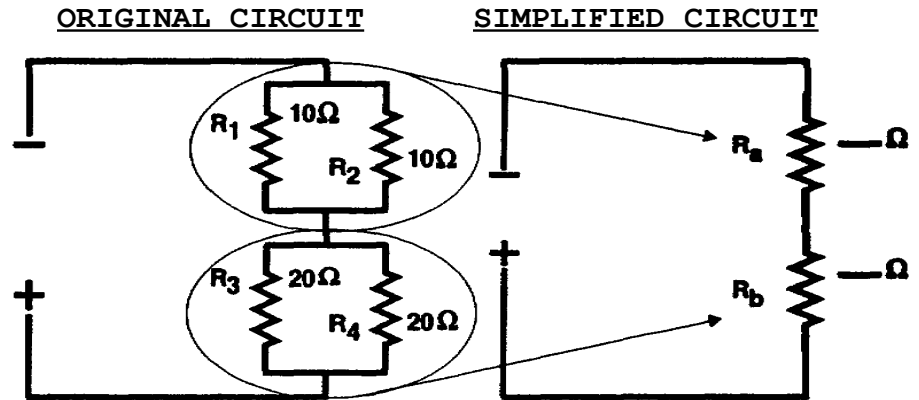 ORIGINAL CIRCUIT
SIMPLIFIED CIRCUIT
R1
10Ω
R2
10Ω
R3
20Ω
R4
20Ω
Ra
Ω
Rb
Ω
−
+
−
+